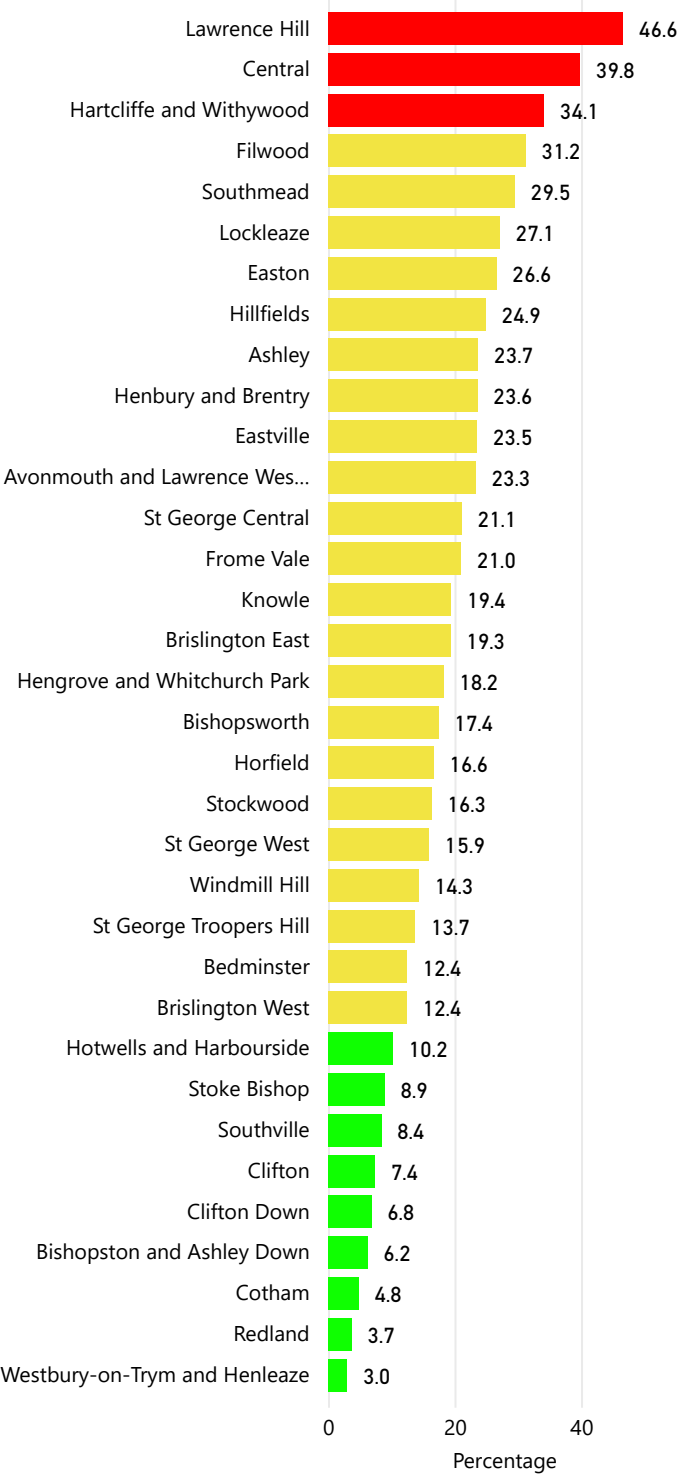 Lawrence Hill 46.6
Central 39.8
Hartcliffe and Withywood 34.1
Filwood 31.2
Southmead 29.5
Lockleaze 27.1
Easton 26.6
Hillfields 24.9
Ashley 23.7
Henbury and Brentry 23.6
Eastville 23.5
Avonmouth and Lawrence Wes... 23.3
St George Central 21.1
Frome Vale 21.0
Knowle 19.4
Brislington East 19.3
Hengrove and Whitchurch Park 18.2
Bishopsworth 17.4
Horfield 16.6
Stockwood 16.3
St George West 15.9
Windmill Hill 14.3
St George Troopers Hill 13.7
Bedminster 12.4
Brislington West 12.4
Hotwells and Harbourside 10.2
Stoke Bishop 8.9
Southville 8.4
Clifton 7.4
Clifton Down 6.8
Bishopston and Ashley Down 6.2
Cotham 4.8
Redland 3.7
Westbury-on-Trym and Henleaze 3.0
0 20 40
Percentage